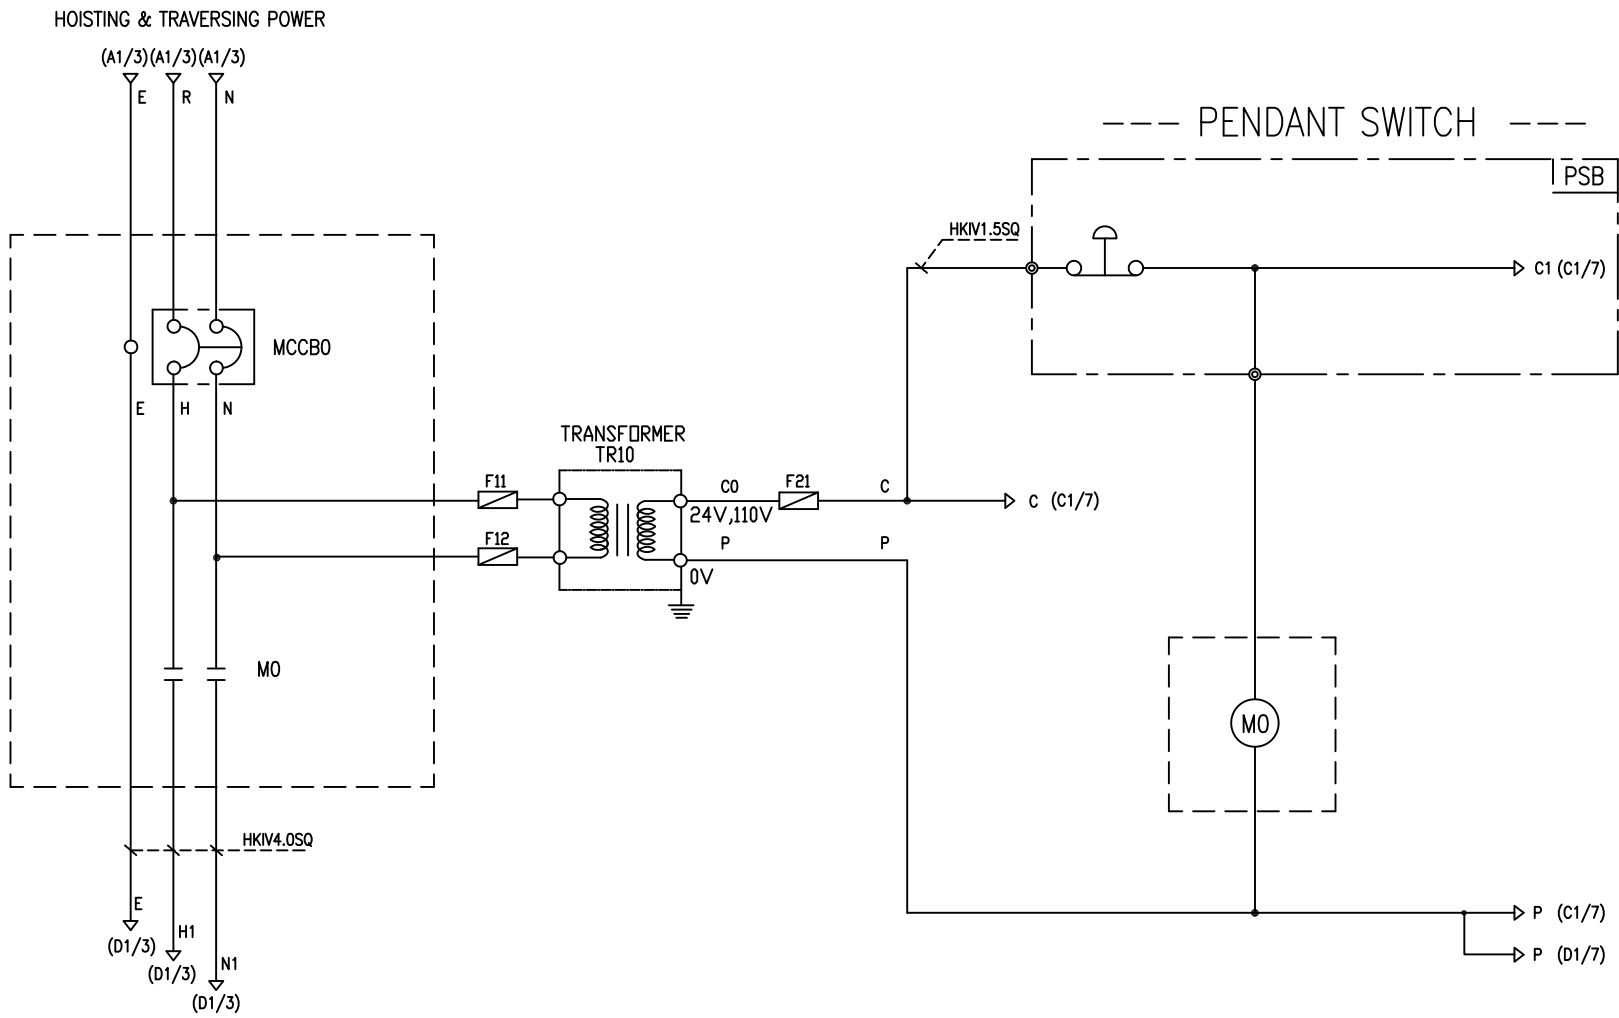 HOISTING & TRAVERSING POWER
(A1/3) (A1/3) (A1/3)
E R N
PENDANT SWITCH
PSB
HKIV1.5SQ
C1 (C1/7)
MCCB0
E H N
TRANSFORMER
TR10
F11
C0
F21
C
24V,110V
C (C1/7)
F12
P
P
0V
M0
M0
HKIV4.0SQ
E
P (C1/7)
H1
(D1/3)
P (D1/7)
N1
(D1/3)
(D1/3)